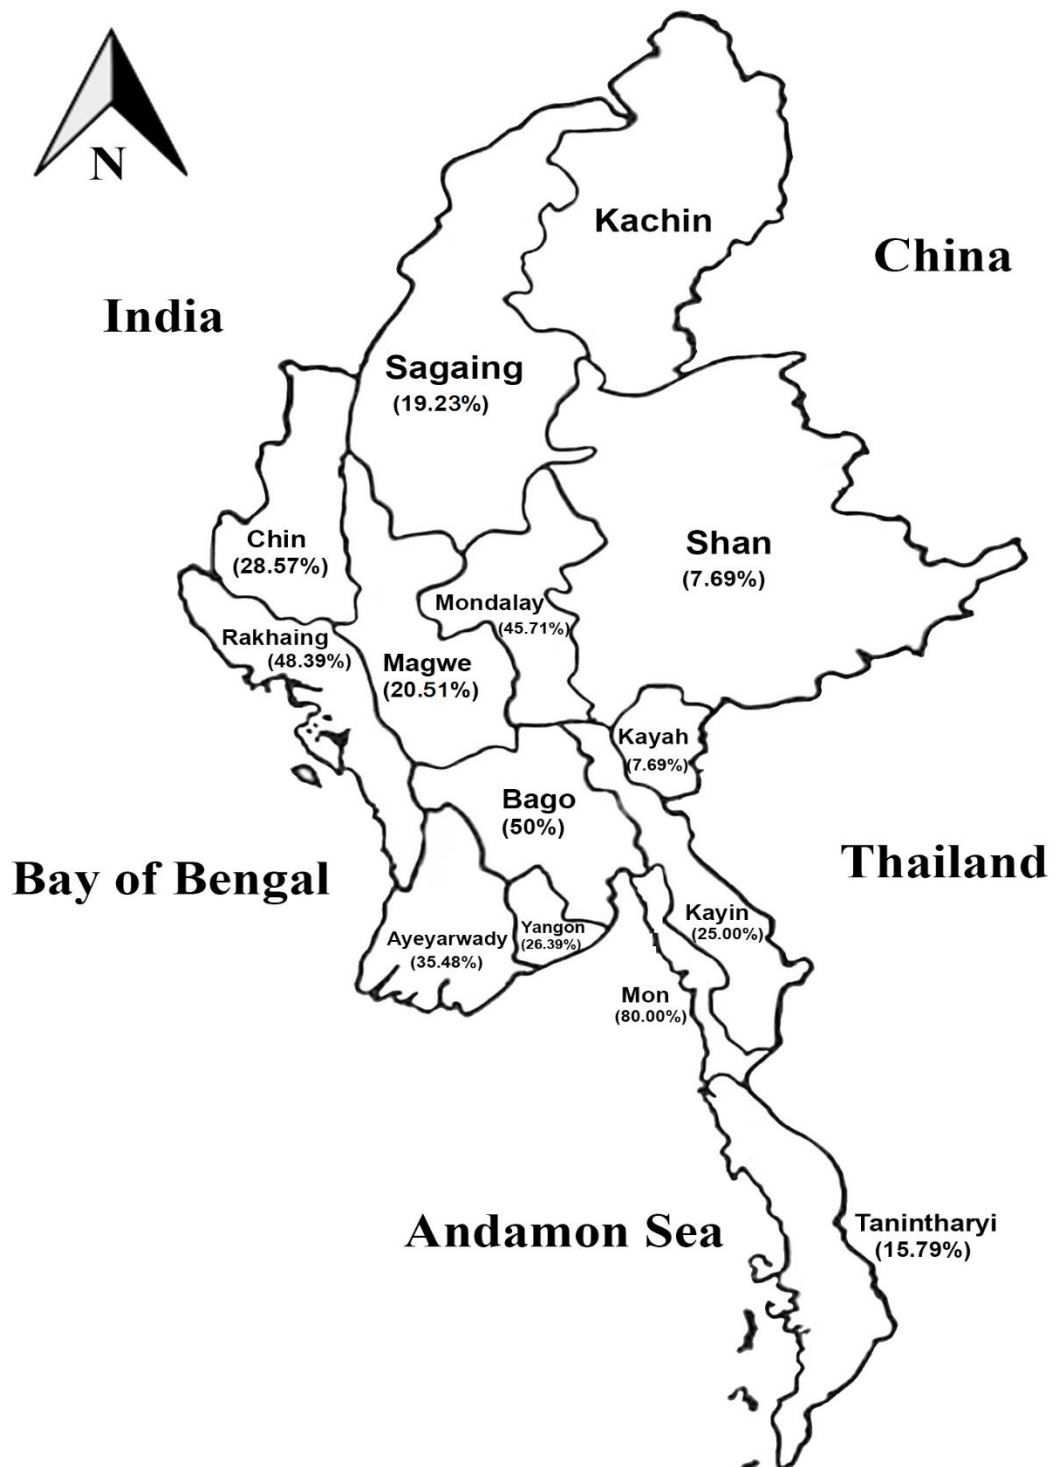 N
Kachin
China
India
Sagaing
(19.23%)
Chin
(28.57%)
Shan
(7.69%)
Mondalay
(45.71%)
Rakhaing
(48.39%)
Magwe
(20.51%)
Kayah
(7.69%)
Bago
(50%)
Bay of Bengal
Thailand
Kayin
(25.00%)
Yangon
(26.39%)
Ayeyarwady
(35.48%)
Mon
(80.00%)
Andamon Sea
Tanintharyi
(15.79%)